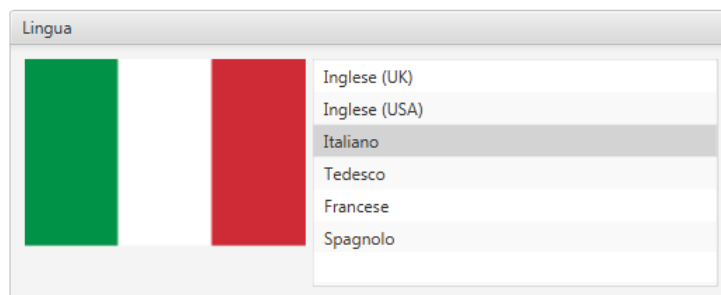 Lingua
Inglese (UK)
Inglese (USA)
Italiano
Tedesco
Francese
Spagnolo